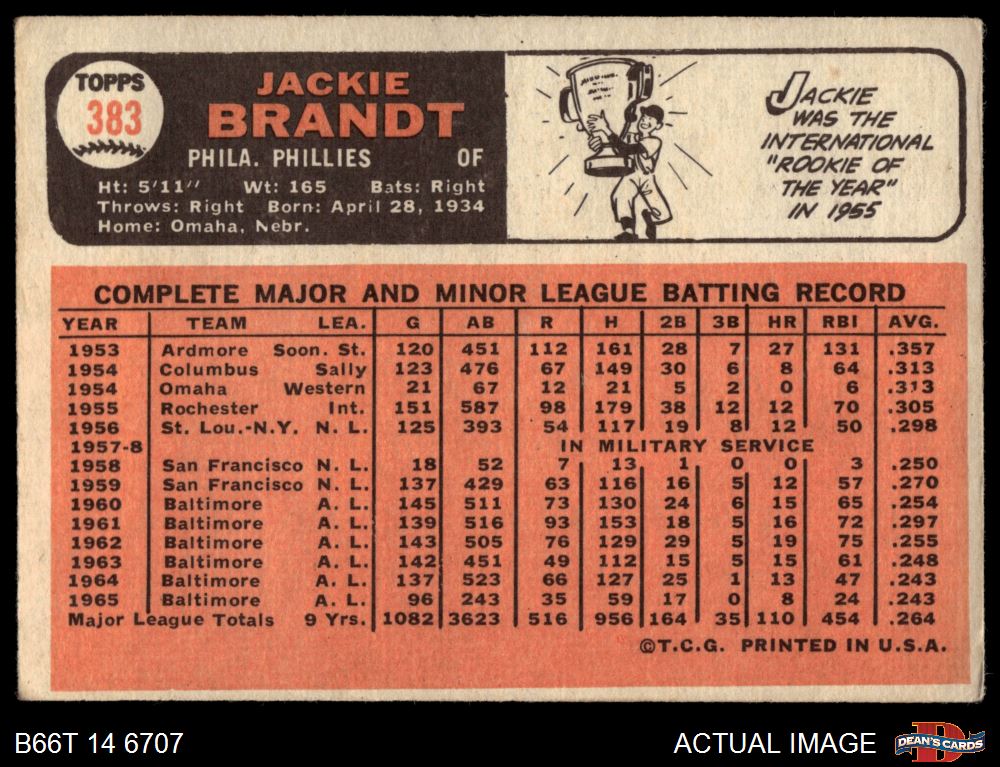 TOPPS
383
JACKIE
BRANDT
PHILA. PHILLIES OF
Ht: 5'11" Wt: 165 Bats: Right
Throws: Right Born: April 28, 1934
Home: Omaha, Nebr.
JACKIE
WAS THE
INTERNATIONAL
"ROOKIE OF
THE YEAR"
IN 1955
COMPLETE MAJOR AND MINOR LEAGUE BATTING RECORD
YEAR TEAM LEA. G AB R H 2B 3B HR RBI AVG.
1953 Ardmore Soon. St. 120 451 112 161 28 7 27 131 .357
1954 Columbus Sally 123 476 67 149 30 6 8 64 .313
1954 Omaha Western 21 67 12 21 5 2 0 6 .313
1955 Rochester Int. 151 587 98 179 38 12 12 70 .305
1956 St. Lou.-N.Y. N. L. 125 393 54 117 19 8 12 50 .298
1957-8 IN MILITARY SERVICE
1958 San Francisco N. L. 18 52 7 13 1 0 0 3 .250
1959 San Francisco N. L. 137 429 63 116 16 5 12 57 .270
1960 Baltimore A. L. 145 511 73 130 24 6 15 65 .254
1961 Baltimore A. L. 139 516 93 153 18 5 16 72 .297
1962 Baltimore A. L. 143 505 76 129 29 5 19 75 .255
1963 Baltimore A. L. 142 451 49 112 15 5 15 61 .248
1964 Baltimore A. L. 137 523 66 127 25 1 13 47 .243
1965 Baltimore A. L. 96 243 35 59 17 0 8 24 .243
Major League Totals 9 Yrs. 1082 3623 516 956 164 35 110 454 .264
©T.C.G. PRINTED IN U.S.A.
B66T 14 6707 ACTUAL IMAGE DEAN'S CARDS